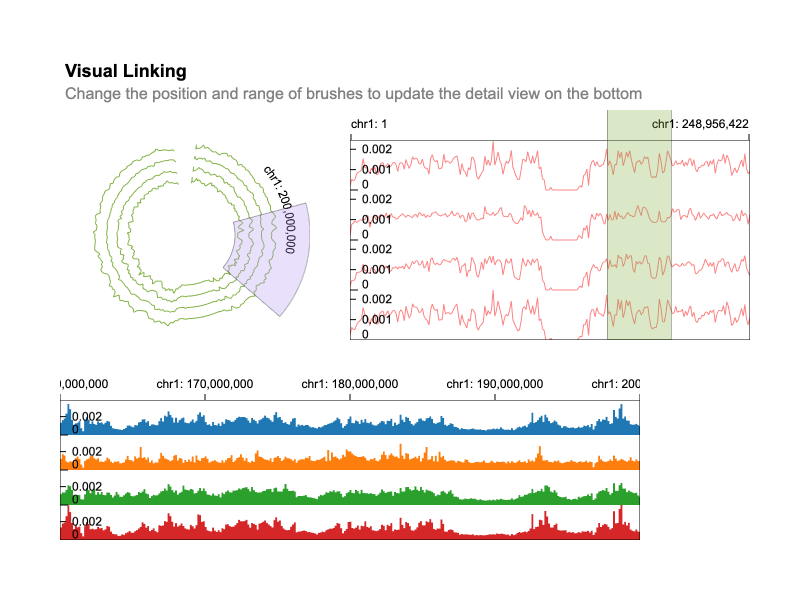 Visual Linking
Change the position and range of brushes to update the detail view on the bottom
chr1: 200,000,000
chr1: 1
chr1: 248,956,422
0.002
0.001
0
0.002
0.001
0
0.002
0.001
0
0.002
0.001
0
0,000,000
chr1: 170,000,000
chr1: 180,000,000
chr1: 190,000,000
chr1: 200
0.002
0
0.002
0
0.002
0
0.002
0